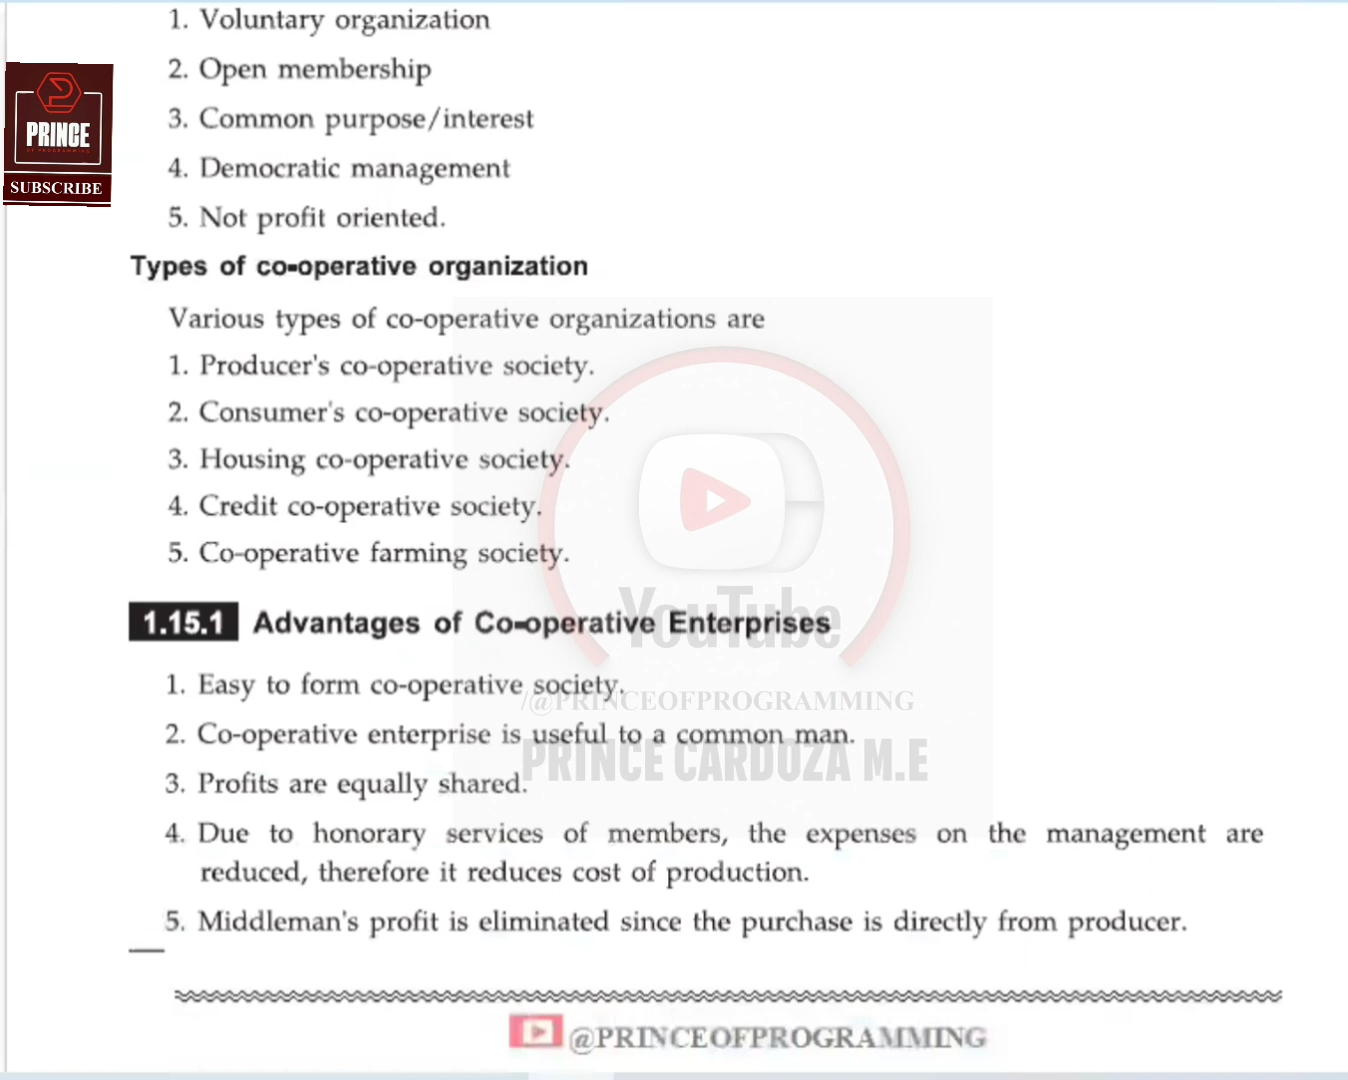 1. Voluntary organization
2. Open membership
3. Common purpose/interest
4. Democratic management
5. Not profit oriented.
PRINCE
OF PROGRAMMING
SUBSCRIBE
Types of co-operative organization
Various types of co-operative organizations are
1. Producer's co-operative society.
2. Consumer's co-operative society.
3. Housing co-operative society.
4. Credit co-operative society.
5. Co-operative farming society.
YouTube
/@PRINCEOFPROGRAMMING
PRINCE CARDOZA M.E
1.15.1 Advantages of Co-operative Enterprises
1. Easy to form co-operative society.
2. Co-operative enterprise is useful to a common man.
3. Profits are equally shared.
4. Due to honorary services of members, the expenses on the management are
reduced, therefore it reduces cost of production.
5. Middleman's profit is eliminated since the purchase is directly from producer.
@PRINCEOFPROGRAMMING